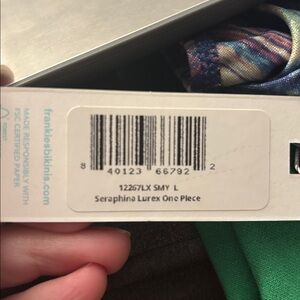 8 40123 66792 2
12267LX SMY L
Seraphina Lurex One Piece
frankiesbikinis.com
MADE RESPONSIBLY WITH
FSC CERTIFIED PAPER